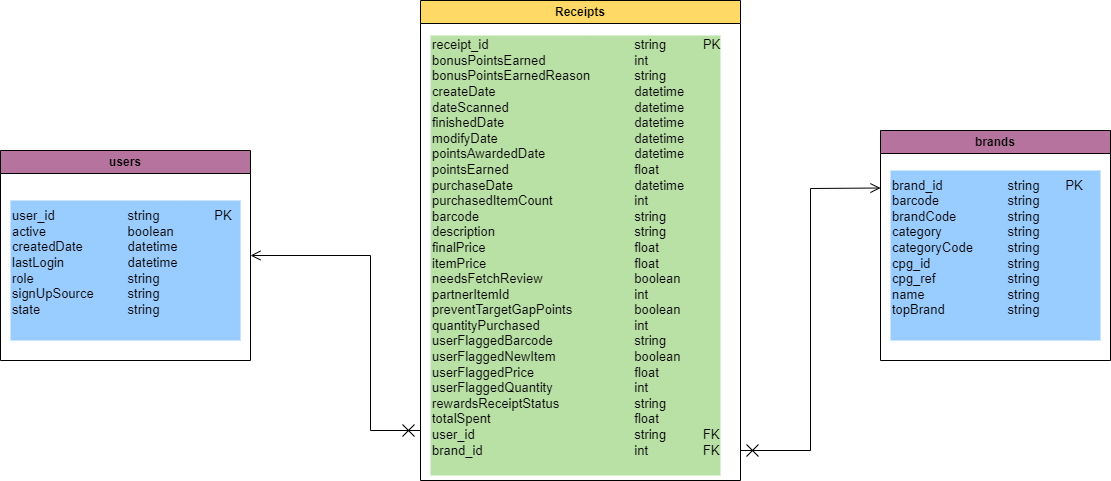 Receipts
receipt_id string PK
bonusPointsEarned int
bonusPointsEarnedReason string
createDate datetime
dateScanned datetime
finishedDate datetime
modifyDate datetime
pointsAwardedDate datetime
pointsEarned float
purchaseDate datetime
purchasedItemCount int
barcode string
description string
finalPrice float
itemPrice float
needsFetchReview boolean
partnerItemId int
preventTargetGapPoints boolean
quantityPurchased int
userFlaggedBarcode string
userFlaggedNewItem boolean
userFlaggedPrice float
userFlaggedQuantity int
rewardsReceiptStatus string
totalSpent float
user_id string FK
brand_id int FK
users
user_id string PK
active boolean
createdDate datetime
lastLogin datetime
role string
signUpSource string
state string
brands
brand_id string PK
barcode string
brandCode string
category string
categoryCode string
cpg_id string
cpg_ref string
name string
topBrand string